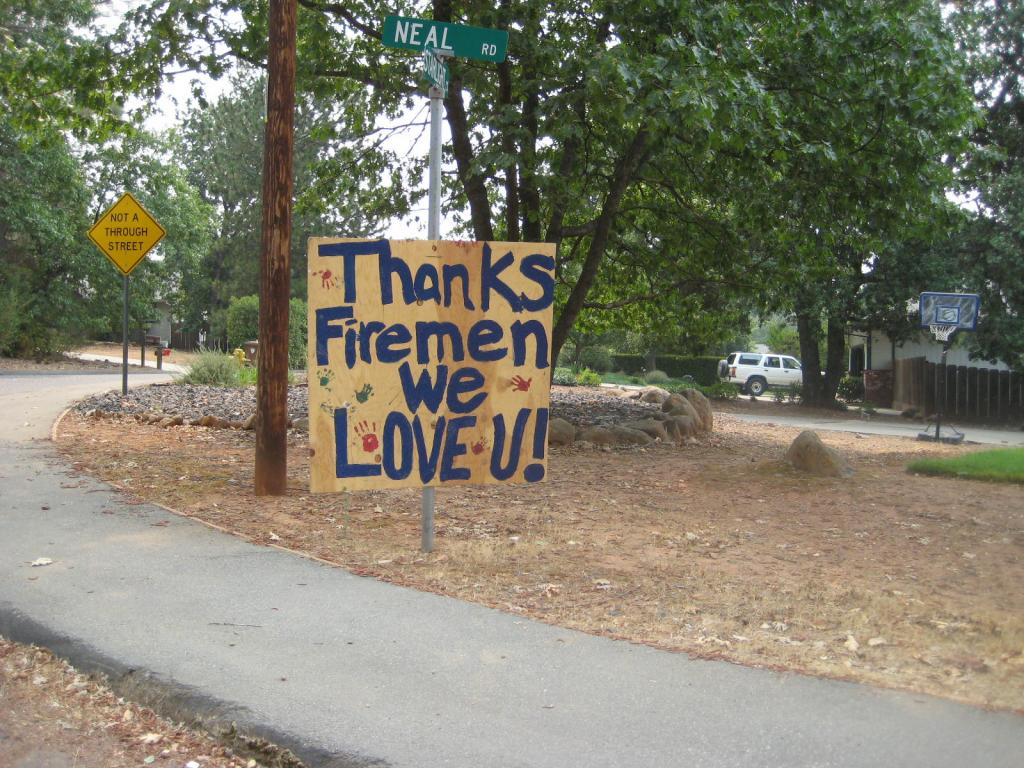 NEAL RD
NOT A
THROUGH
STREET
Thanks
Firemen
We
LOVE U!